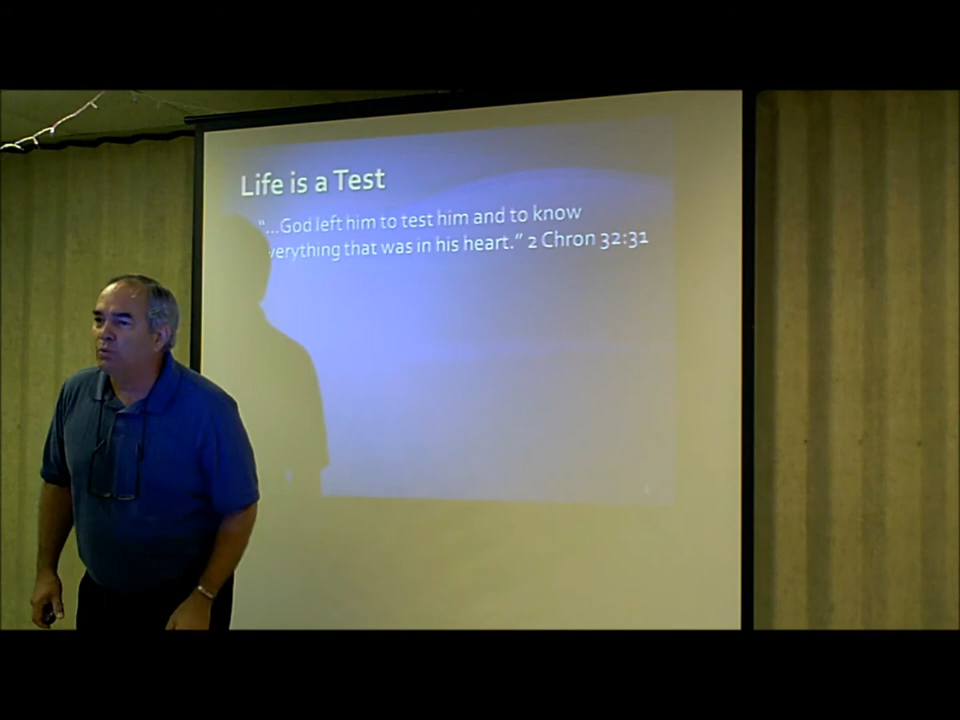 Life is a Test
"...God left him to test him and to know
everything that was in his heart." 2 Chron 32:31